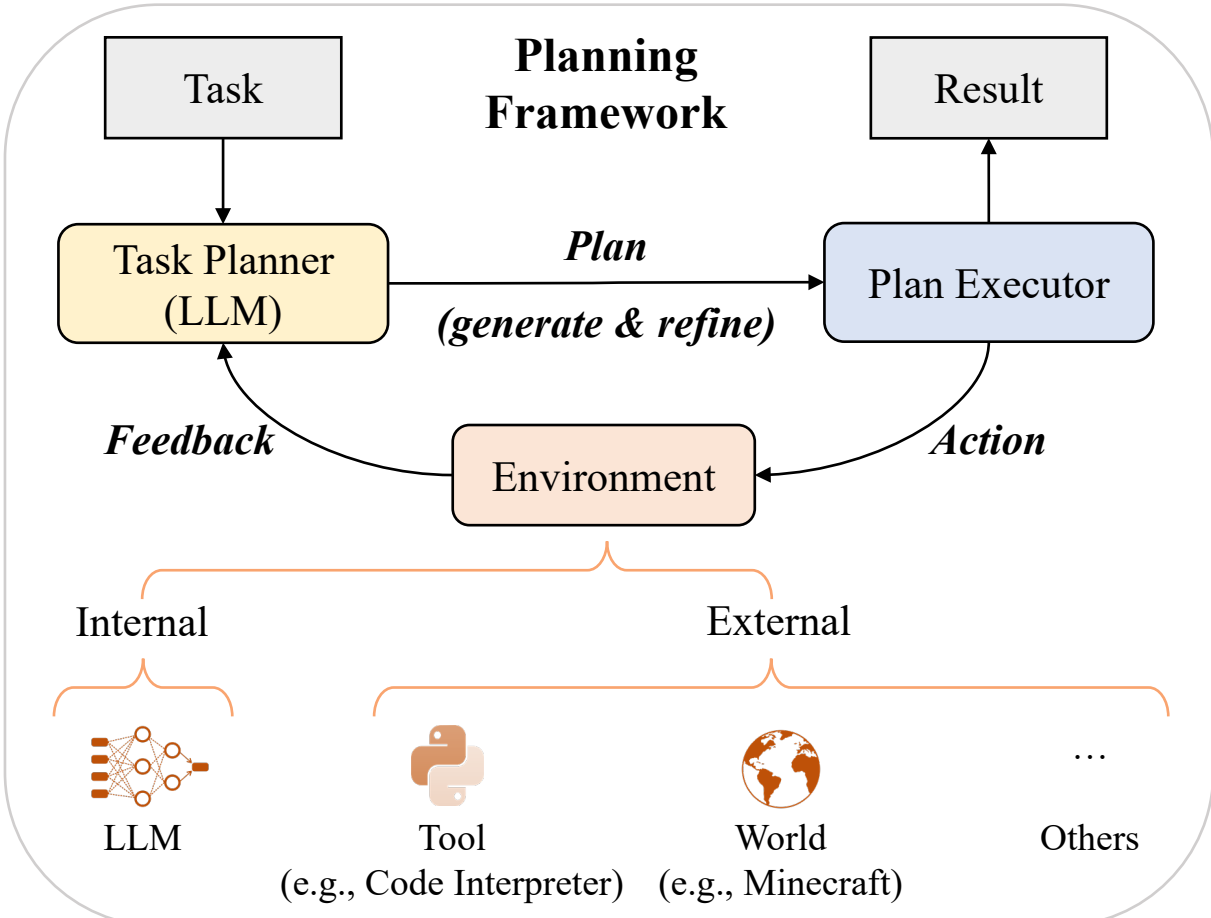 Task
Planning
Framework
Result
Task Planner
(LLM)
Plan
(generate & refine)
Plan Executor
Feedback
Environment
Action
Internal
External
LLM
Tool
(e.g., Code Interpreter)
World
(e.g., Minecraft)
...
Others